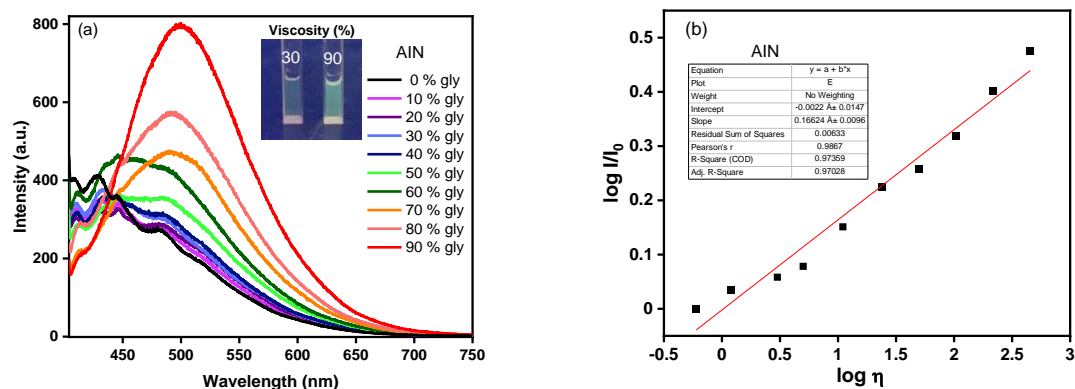 (a)
Viscosity (%)
30 90
AIN
0 % gly
10 % gly
20 % gly
30 % gly
40 % gly
50 % gly
60 % gly
70 % gly
80 % gly
90 % gly
800
600
400
200
0
Intensity (a.u.)
450 500 550 600 650 700 750
Wavelength (nm)
(b)
AIN
Equation y = a + b*x
Plot E
Weight No Weighting
Intercept -0.0022 Å± 0.0147
Slope 0.16624 Å± 0.0096
Residual Sum of Squares 0.00633
Pearson's r 0.9867
R-Square (COD) 0.97359
Adj. R-Square 0.97028
0.5
0.4
0.3
0.2
0.1
0
log I/I₀
-0.5 0 0.5 1 1.5 2 2.5 3
log η